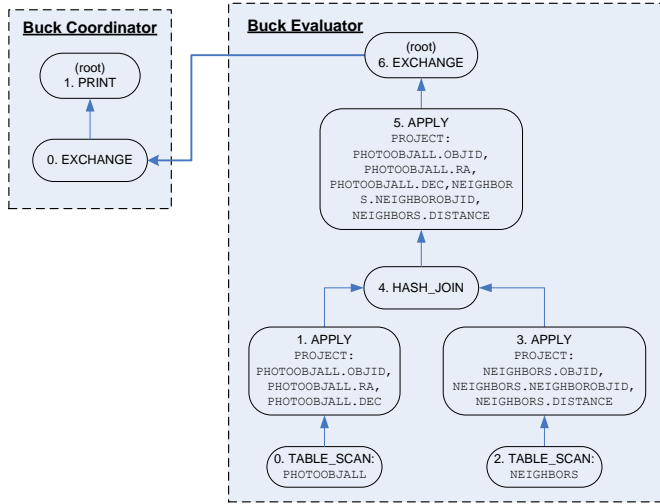 Buck Coordinator
(root)
1. PRINT
0. EXCHANGE
Buck Evaluator
(root)
6. EXCHANGE
5. APPLY
PROJECT:
PHOTOOBJALL.OBJID,
PHOTOOBJALL.RA,
PHOTOOBJALL.DEC,NEIGHBOR
S.NEIGHBOROBJID,
NEIGHBORS.DISTANCE
4. HASH_JOIN
1. APPLY
PROJECT:
PHOTOOBJALL.OBJID,
PHOTOOBJALL.RA,
PHOTOOBJALL.DEC
3. APPLY
PROJECT:
NEIGHBORS.OBJID,
NEIGHBORS.NEIGHBOROBJID,
NEIGHBORS.DISTANCE
0. TABLE_SCAN:
PHOTOOBJALL
2. TABLE_SCAN:
NEIGHBORS